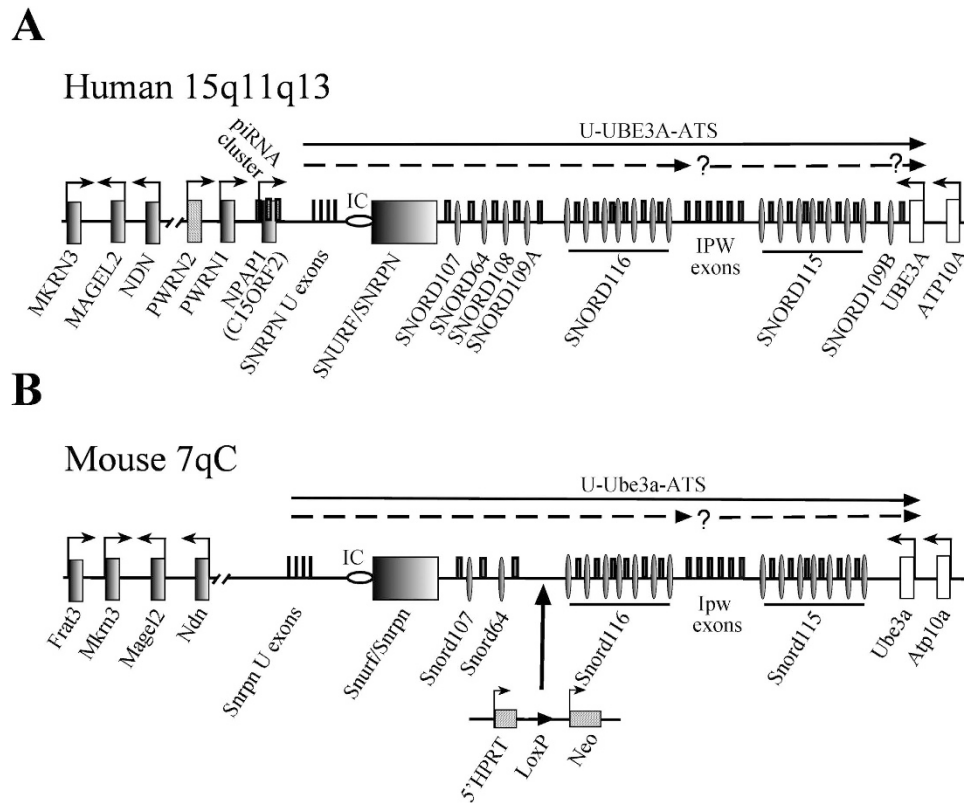 A
Human 15q11q13
piRNA
cluster
U-UBE3A-ATS
? ?
IC
MKRN3
MAGEL2
NDN
PWRN2
PWRN1
NPAP1
(C15ORF2)
SNRPN U exons
SNURF/SNRPN
SNORD107
SNORD64
SNORD108
SNORD109A
SNORD116
IPW
exons
SNORD115
SNORD109B
UBE3A
ATP10A
B
Mouse 7qC
U-Ube3a-ATS
?
IC
Frat3
Mkrn3
Magel2
Ndn
Snrpn U exons
Snurf/Snrpn
Snord107
Snord64
Snord116
Ipw
exons
Snord115
Ube3a
Atp10a
5'HPRT
LoxP
Neo